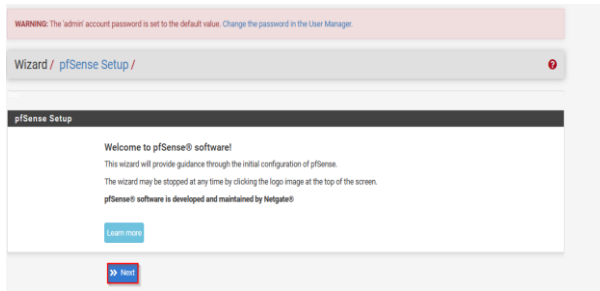 WARNING: The 'admin' account password is set to the default value. Change the password in the User Manager.
Wizard / pfSense Setup /
pfSense Setup
Welcome to pfSense® software!
This wizard will provide guidance through the initial configuration of pfSense.
The wizard may be stopped at any time by clicking the logo image at the top of the screen.
pfSense® software is developed and maintained by Netgate®
Learn more
Next